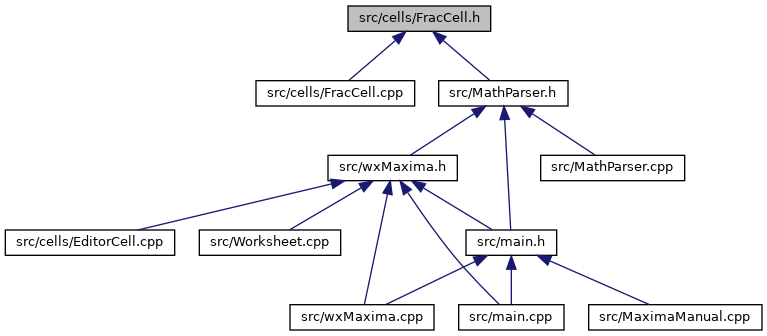 src/cells/FracCell.h
src/cells/FracCell.cpp
src/MathParser.h
src/wxMaxima.h
src/MathParser.cpp
src/cells/EditorCell.cpp
src/Worksheet.cpp
src/main.h
src/wxMaxima.cpp
src/main.cpp
src/MaximaManual.cpp